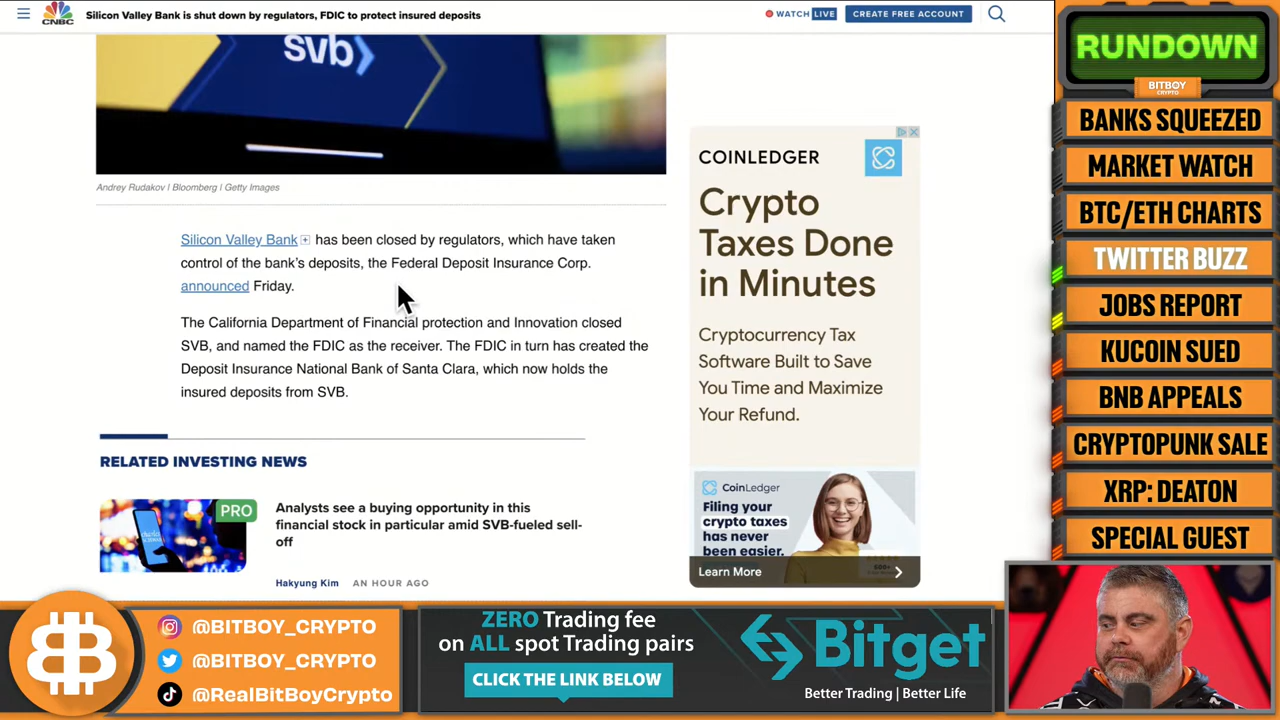 CNBC
Silicon Valley Bank is shut down by regulators, FDIC to protect insured deposits
WATCH LIVE
CREATE FREE ACCOUNT
svb
Andrey Rudakov | Bloomberg | Getty Images
Silicon Valley Bank has been closed by regulators, which have taken
control of the bank's deposits, the Federal Deposit Insurance Corp.
announced Friday.
The California Department of Financial protection and Innovation closed
SVB, and named the FDIC as the receiver. The FDIC in turn has created the
Deposit Insurance National Bank of Santa Clara, which now holds the
insured deposits from SVB.
RELATED INVESTING NEWS
PRO
Analysts see a buying opportunity in this
financial stock in particular amid SVB-fueled sell-
off
Hakyung Kim AN HOUR AGO
COINLEDGER
Crypto
Taxes Done
in Minutes
Cryptocurrency Tax
Software Built to Save
You Time and Maximize
Your Refund.
CoinLedger
Filing your
crypto taxes
has never
been easier.
Learn More
RUNDOWN
BITBOY
CRYPTO
BANKS SQUEEZED
MARKET WATCH
BTC/ETH CHARTS
TWITTER BUZZ
JOBS REPORT
KUCOIN SUED
BNB APPEALS
CRYPTOPUNK SALE
XRP: DEATON
SPECIAL GUEST
@BITBOY_CRYPTO
@BITBOY_CRYPTO
@RealBitBoyCrypto
ZERO Trading fee
on ALL spot Trading pairs
CLICK THE LINK BELOW
Bitget
Better Trading | Better Life